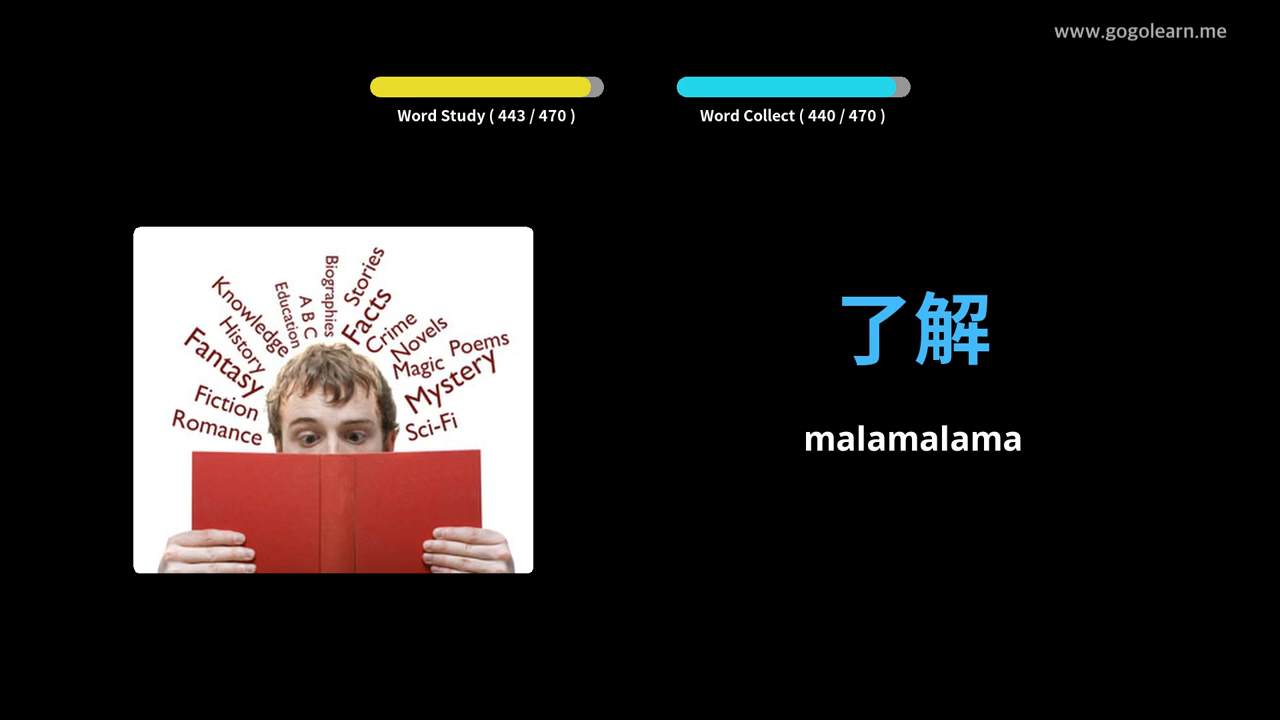 www.gogolearn.me
Word Study ( 443 / 470 )
Word Collect ( 440 / 470 )
Knowledge
History
Education
A B C
Biographies
Stories
Facts
Crime
Novels
Magic
Poems
Mystery
Sci-Fi
Fantasy
Fiction
Romance
了解
malamalama